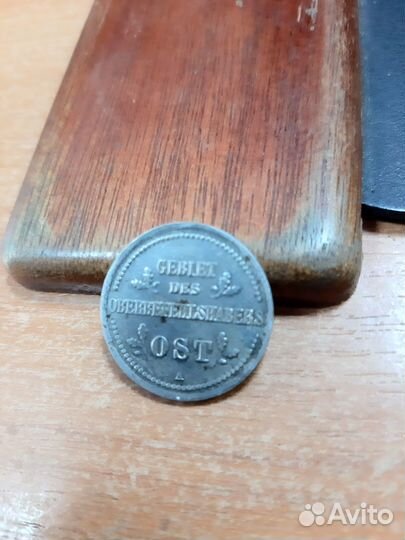 GEBIET
DES
OBERBEFEHLSHABERS
OST
A
Avito